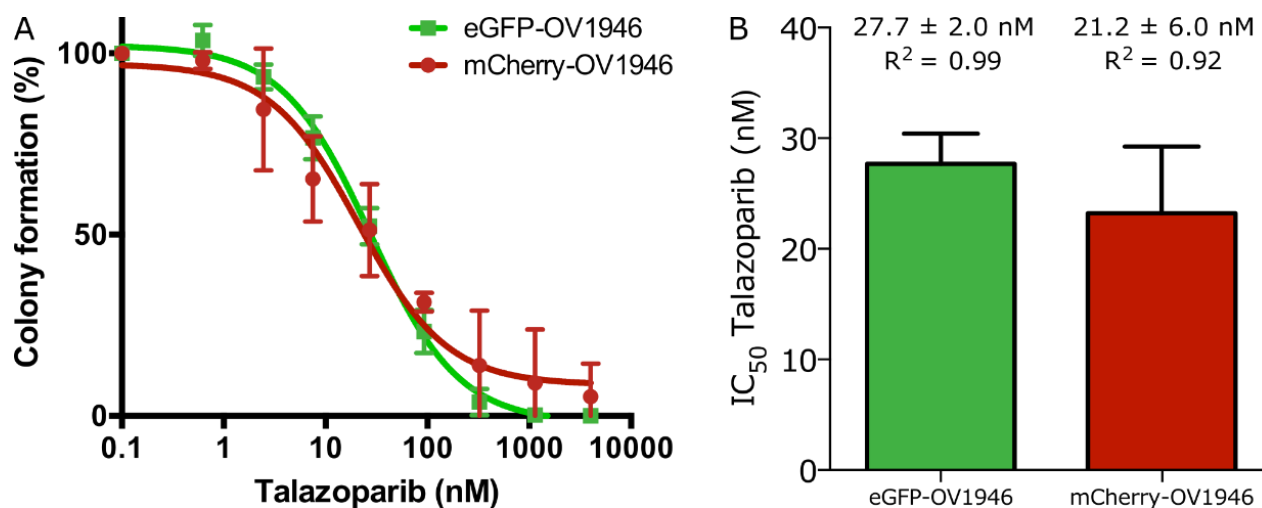 A
eGFP-OV1946
mCherry-OV1946
Colony formation (%)
100
50
0
0.1 1 10 100 1000 10000
Talazoparib (nM)
B
27.7 ± 2.0 nM 21.2 ± 6.0 nM
R² = 0.99 R² = 0.92
IC₅₀ Talazoparib (nM)
40
30
20
10
0
eGFP-OV1946 mCherry-OV1946